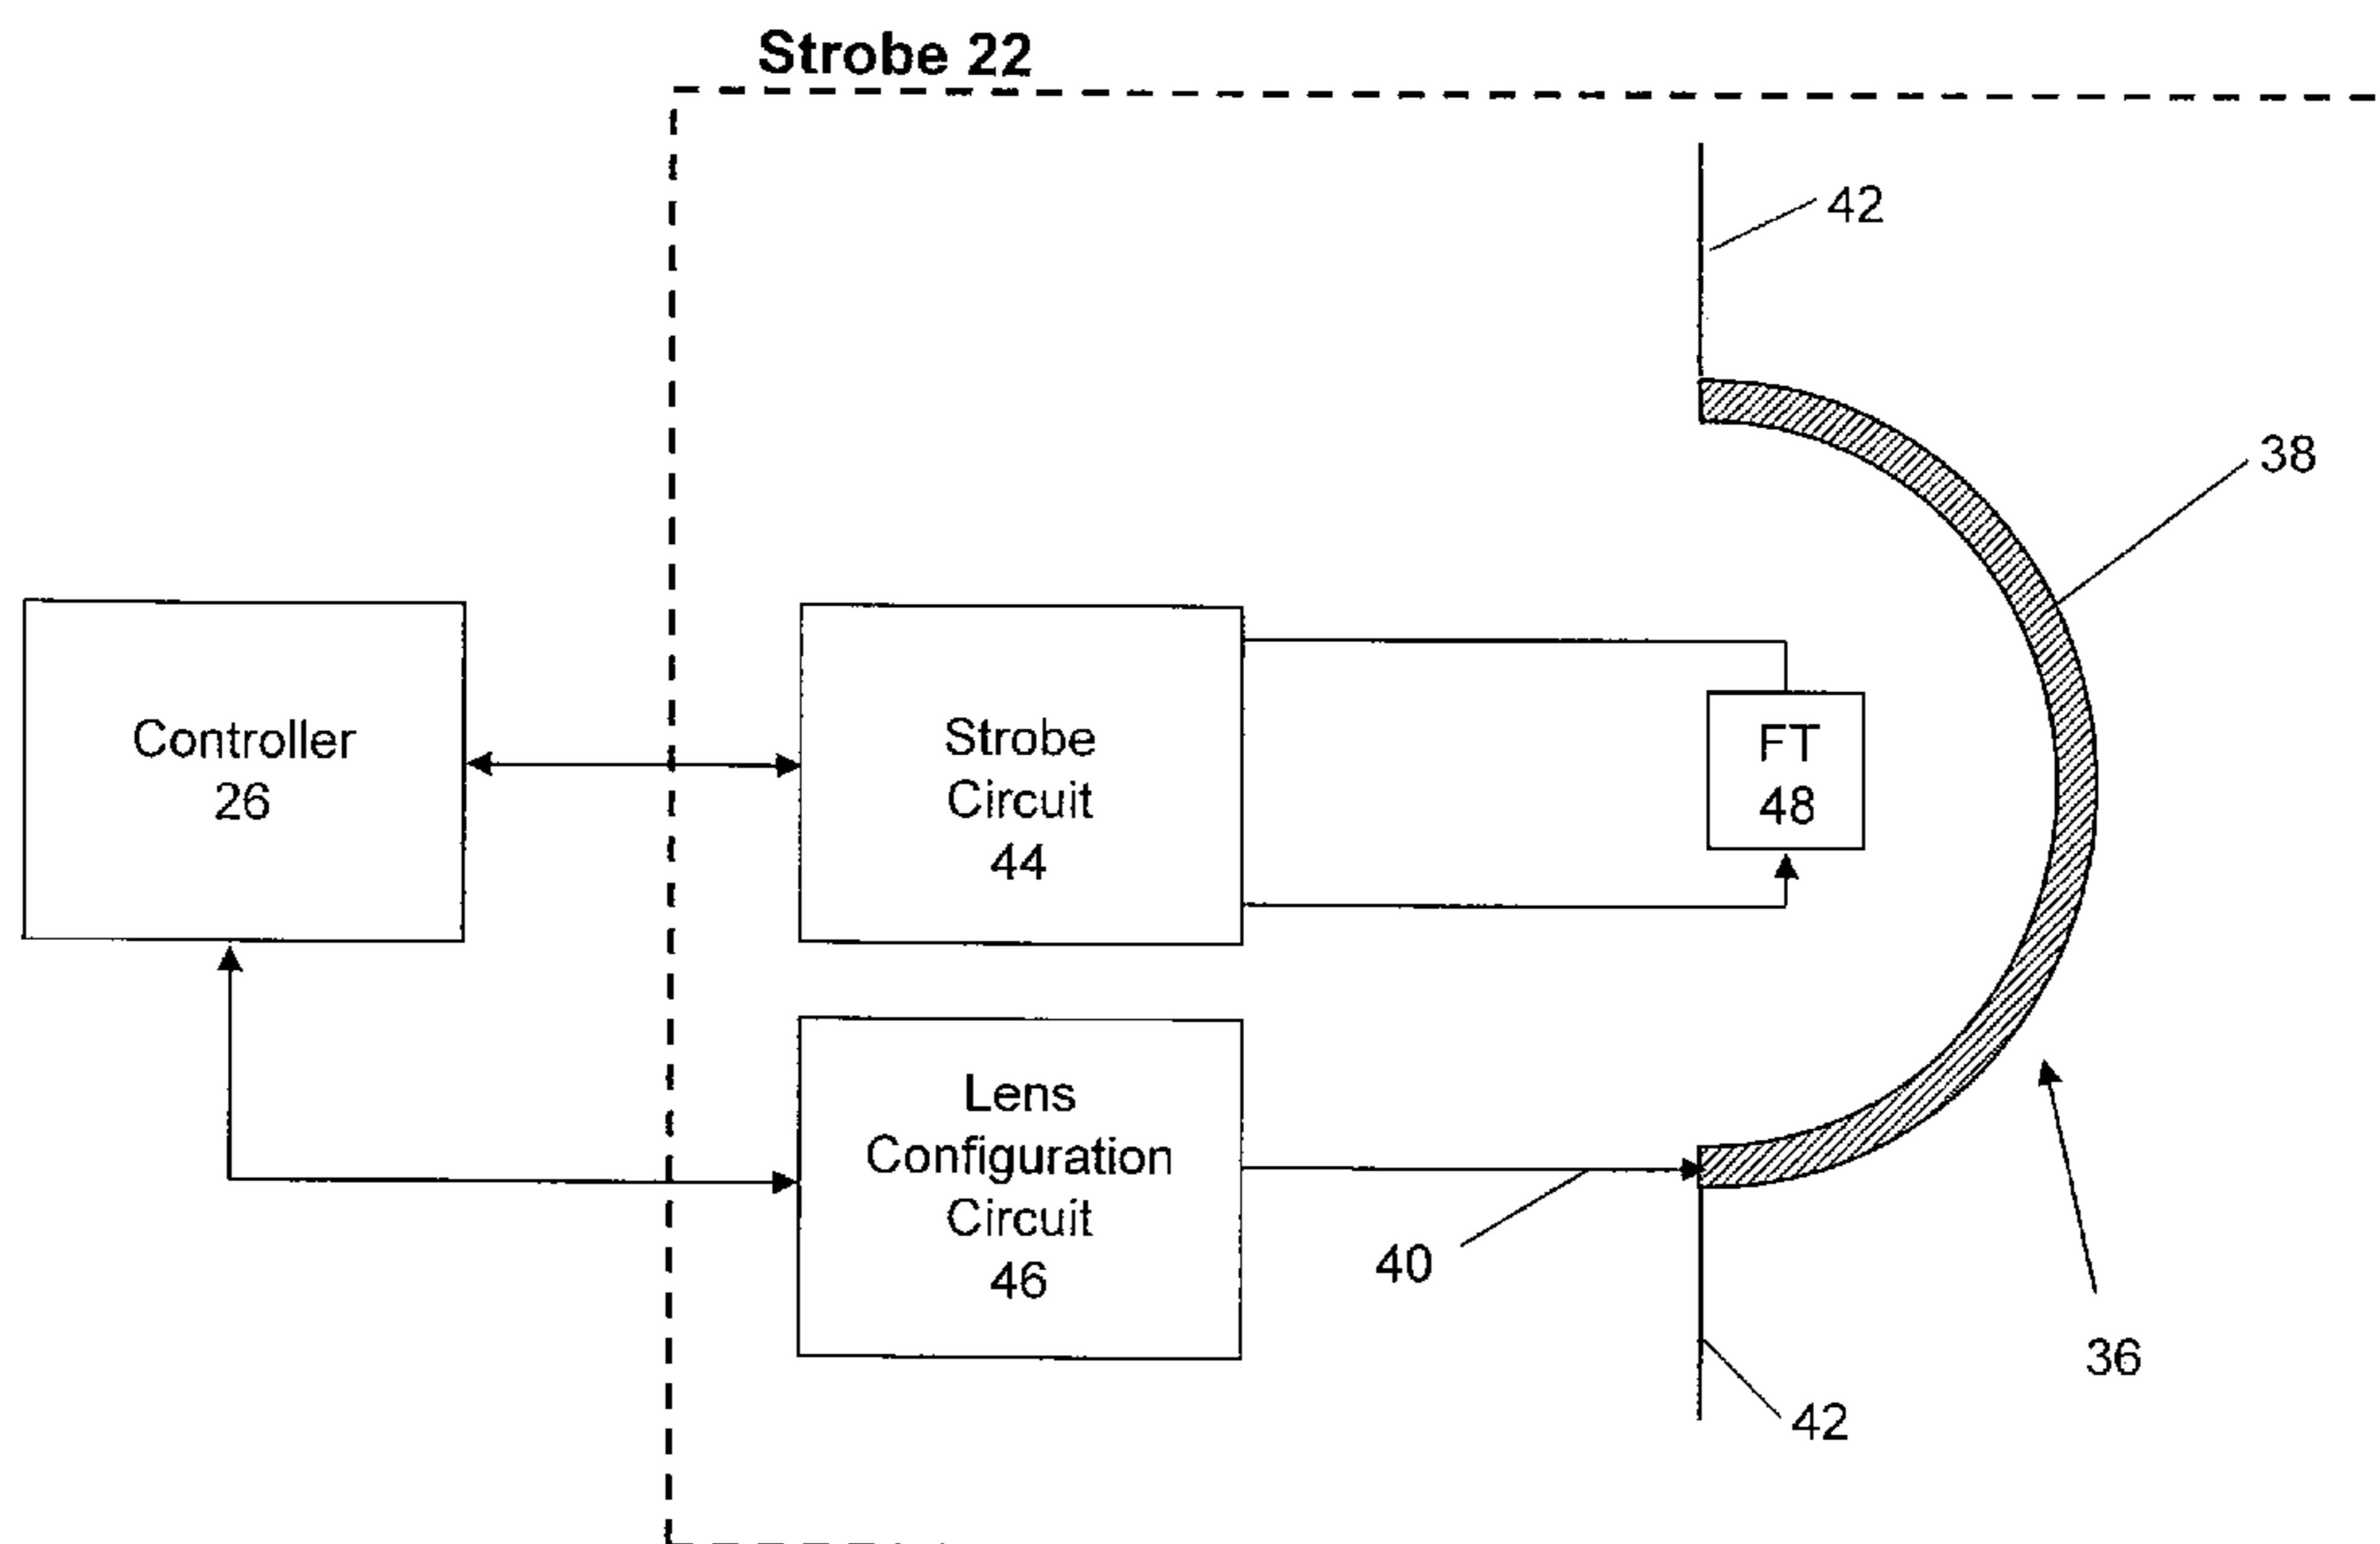 Strobe 22
42
38
Controller
26
Strobe
Circuit
44
FT
48
Lens
Configuration
Circuit
46
40
36
42